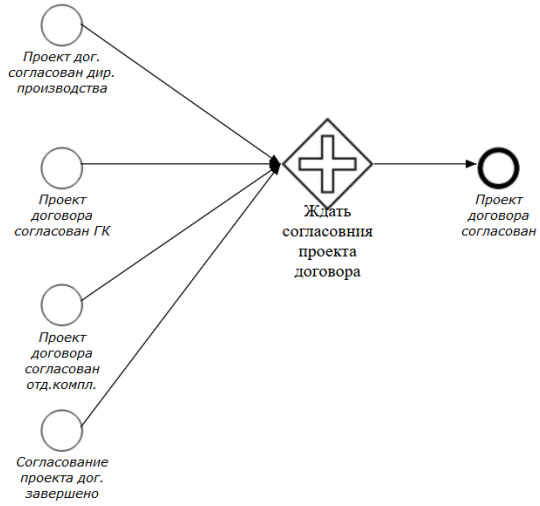 Проект дог.
согласован дир.
производства
Проект
договора
согласован ГК
Ждать
согласовния
проекта
договора
Проект
договора
согласован
Проект
договора
согласован
отд.компл.
Согласование
проекта дог.
завершено